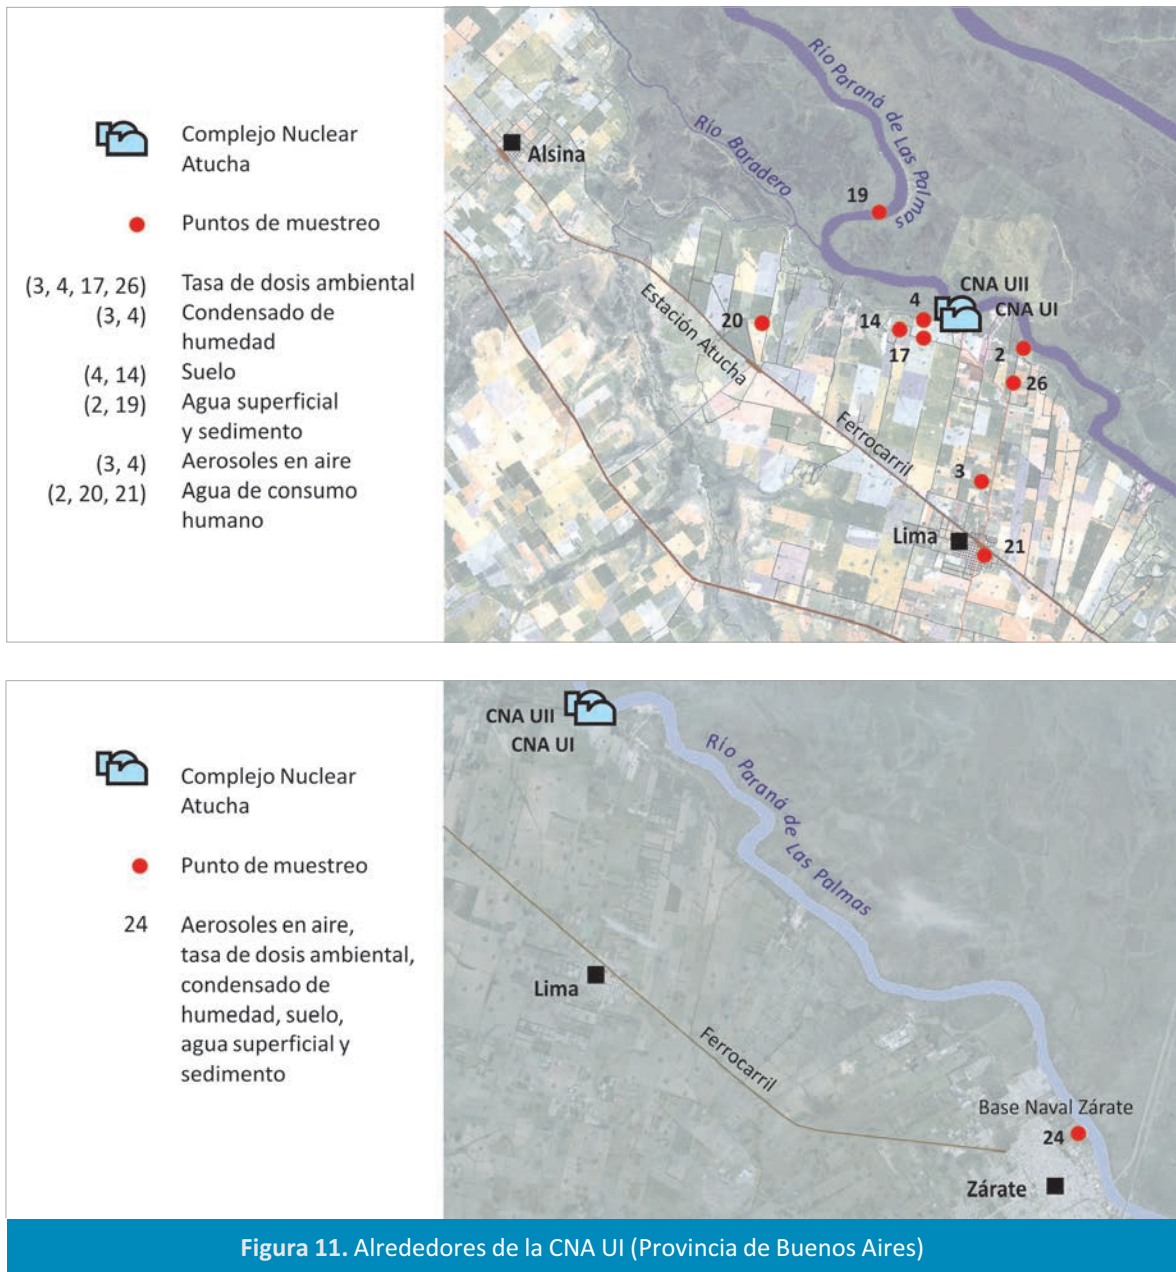 Complejo Nuclear
Atucha
Puntos de muestreo
(3, 4, 17, 26) Tasa de dosis ambiental
(3, 4) Condensado de
humedad
(4, 14) Suelo
(2, 19) Agua superficial
y sedimento
(3, 4) Aerosoles en aire
(2, 20, 21) Agua de consumo
humano
Alsina
Río Baradero
Río Paraná de Las Palmas
19
CNA UII
CNA UI
4
14
17
20
2
26
Estación Atucha
Ferrocarril
3
Lima
21
Complejo Nuclear
Atucha
Punto de muestreo
24 Aerosoles en aire,
tasa de dosis ambiental,
condensado de
humedad, suelo,
agua superficial y
sedimento
CNA UII
CNA UI
Río Paraná de Las Palmas
Lima
Ferrocarril
Base Naval Zárate
24
Zárate
Figura 11. Alrededores de la CNA UI (Provincia de Buenos Aires)